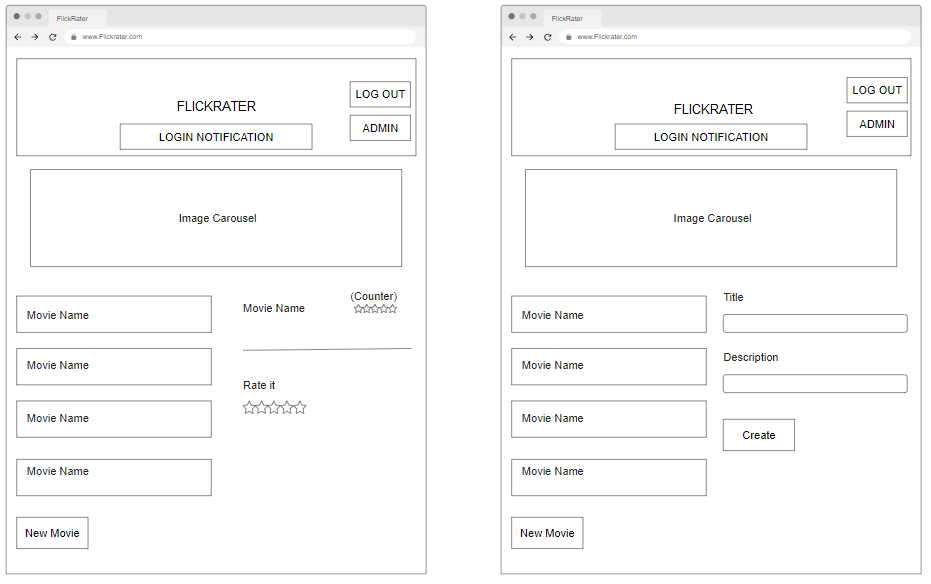 FlickRater
www.Flickrater.com
LOG OUT
FLICKRATER
ADMIN
LOGIN NOTIFICATION
Image Carousel
Movie Name
Movie Name
Movie Name
Movie Name
New Movie
Movie Name
(Counter)
Rate it
FlickRater
www.Flickrater.com
LOG OUT
FLICKRATER
ADMIN
LOGIN NOTIFICATION
Image Carousel
Movie Name
Movie Name
Movie Name
Movie Name
New Movie
Title
Description
Create